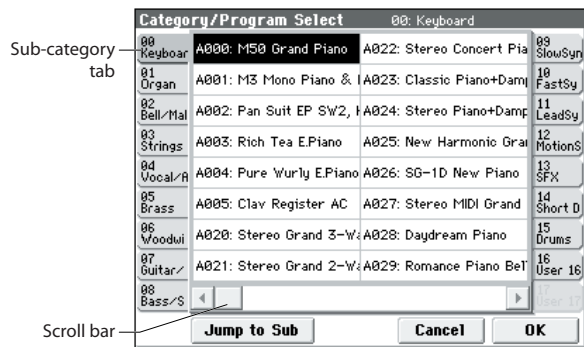 Category/Program Select 00: Keyboard
Sub-category tab
00 Keyboar
01 Organ
02 Bell/Mal
03 Strings
04 Vocal/A
05 Brass
06 Woodwi
07 Guitar/
08 Bass/S
A000: M50 Grand Piano
A001: M3 Mono Piano &
A002: Pan Suit EP SW2,
A003: Rich Tea E.Piano
A004: Pure Wurly E.Piano
A005: Clav Register AC
A020: Stereo Grand 3-Wa
A021: Stereo Grand 2-Wa
A022: Stereo Concert Pia
A023: Classic Piano+Damp
A024: Stereo Piano+Damp
A025: New Harmonic Gra
A026: SG-1D New Piano
A027: Stereo MIDI Grand
A028: Daydream Piano
A029: Romance Piano Bel
09 SlowSyn
10 FastSy
11 LeadSy
12 MotionS
13 SFX
14 Short D
15 Drums
16 User 16
17 User 17
Scroll bar
Jump to Sub Cancel OK